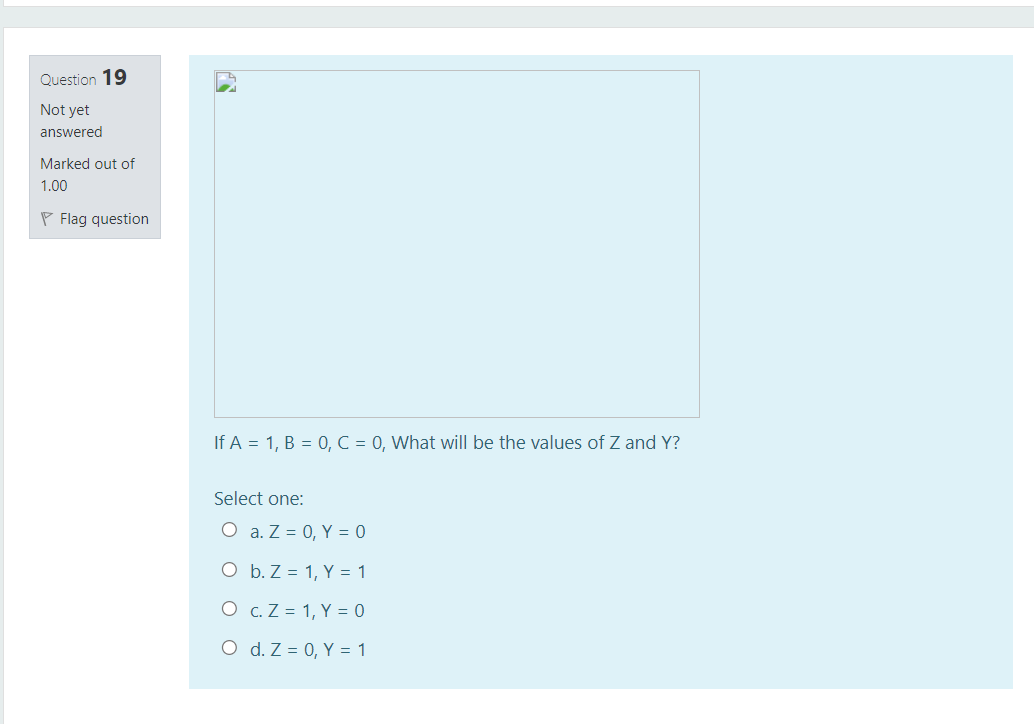 Question 19
Not yet
answered
Marked out of
1.00
Flag question
If A = 1, B = 0, C = 0, What will be the values of Z and Y?
Select one:
a. Z = 0, Y = 0
b. Z = 1, Y = 1
c. Z = 1, Y = 0
d. Z = 0, Y = 1